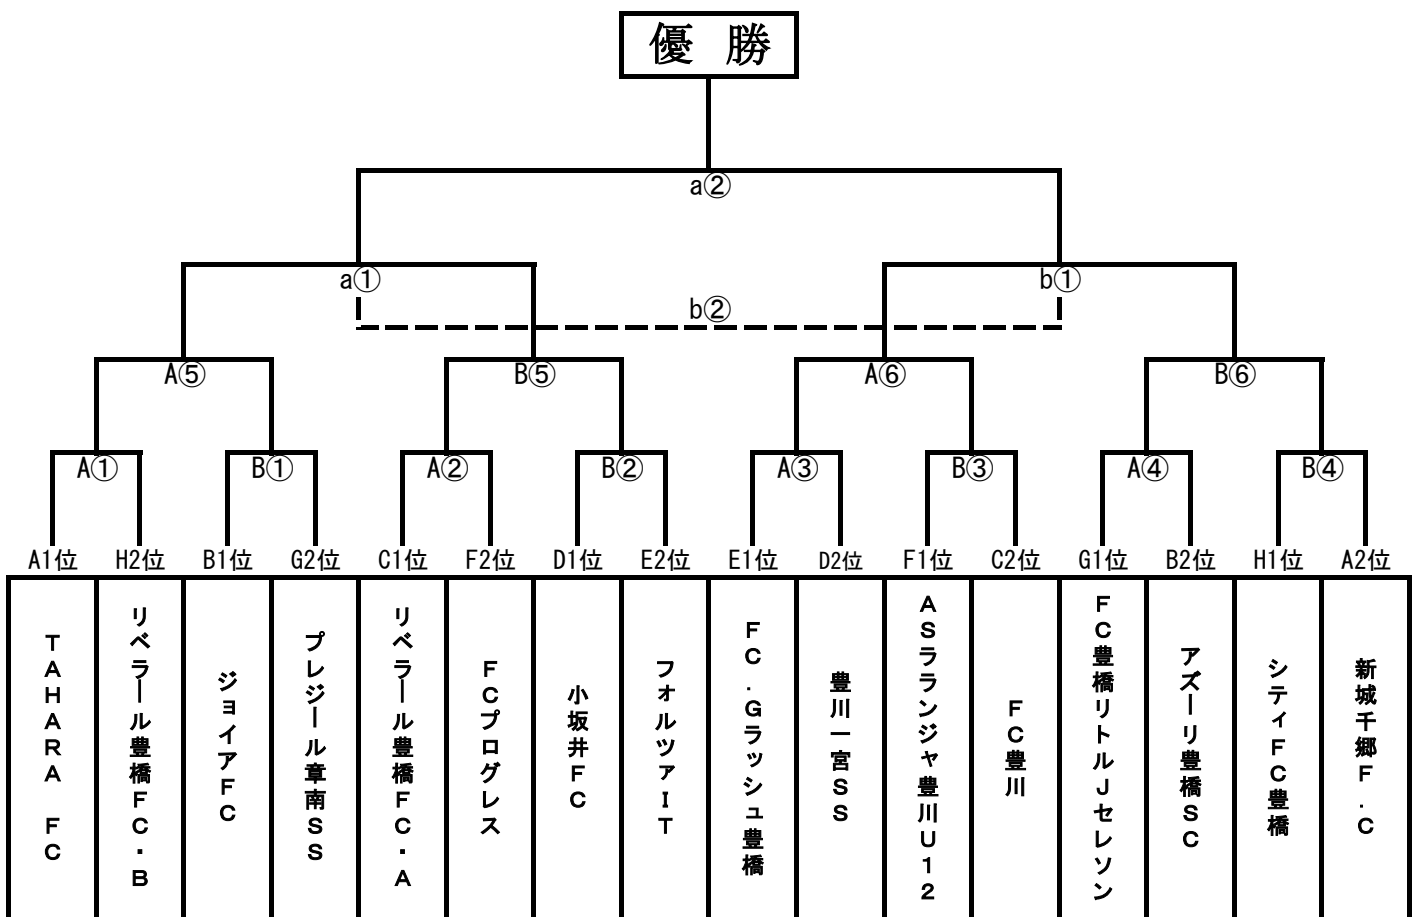 優　勝
a②
a①
b①
b②
A⑤
B⑤
A⑥
B⑥
A①
B①
A②
B②
A③
B③
A④
B④
A1位
H2位
B1位
G2位
C1位
F2位
D1位
E2位
E1位
D2位
F1位
C2位
G1位
B2位
H1位
A2位
ＴＡＨＡＲＡ　ＦＣ
リベラール豊橋ＦＣ・Ｂ
ジョイアＦＣ
プレジール章南ＳＳ
リベラール豊橋ＦＣ・Ａ
ＦＣプログレス
小坂井ＦＣ
フォルツァＩＴ
ＦＣ．Ｇラッシュ豊橋
豊川一宮ＳＳ
ＡＳラランジャ豊川Ｕ１２
ＦＣ豊川
ＦＣ豊橋リトルＪセレソン
アズーリ豊橋ＳＣ
シティＦＣ豊橋
新城千郷Ｆ．Ｃ